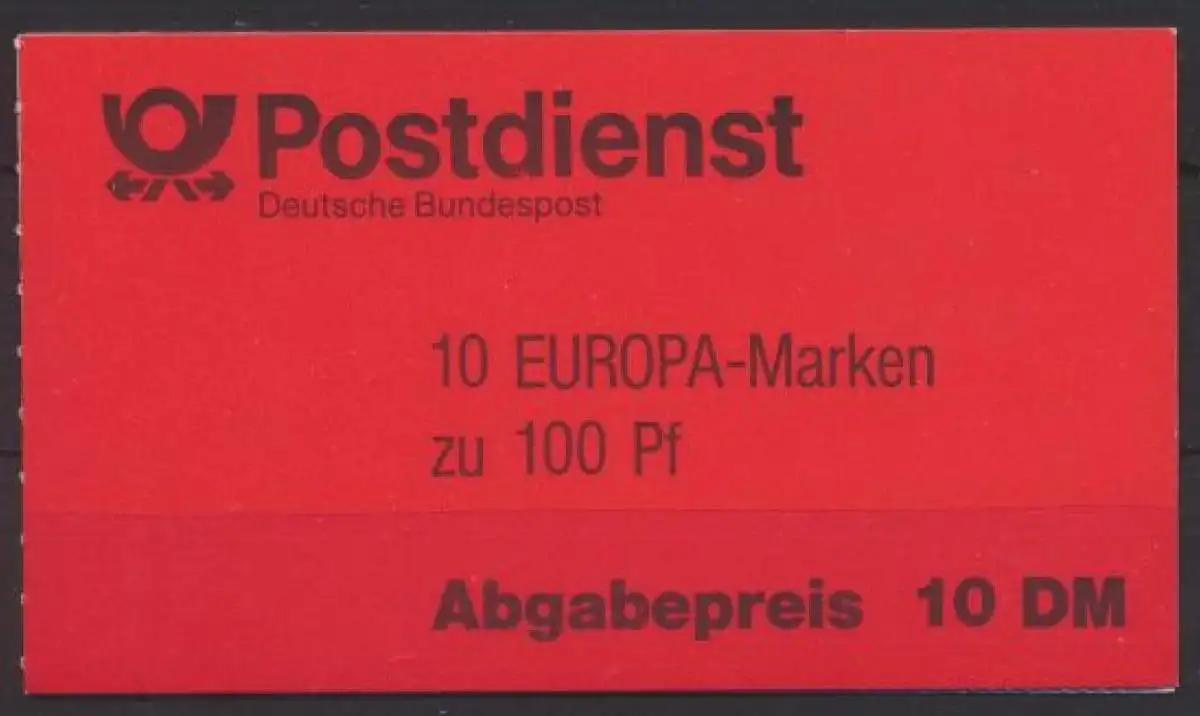 Postdienst
Deutsche Bundespost
10 EUROPA-Marken
zu 100 Pf
Abgabepreis 10 DM